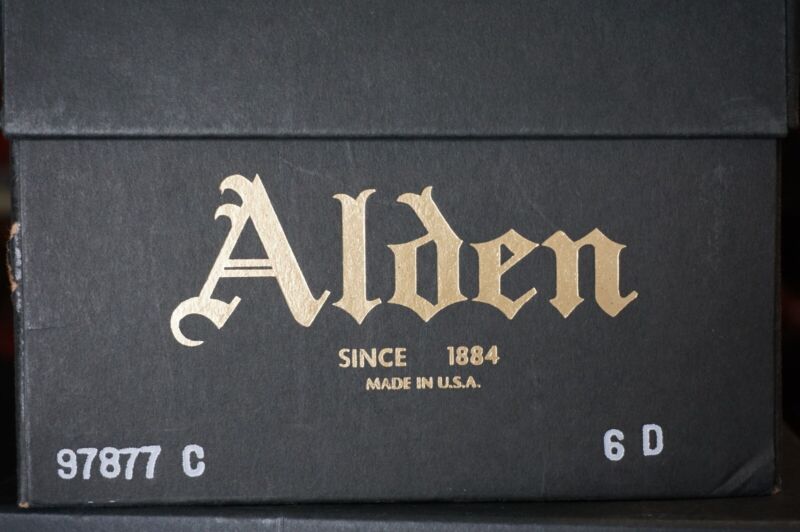 Alden
SINCE 1884
MADE IN U.S.A.
97877 C 6 D